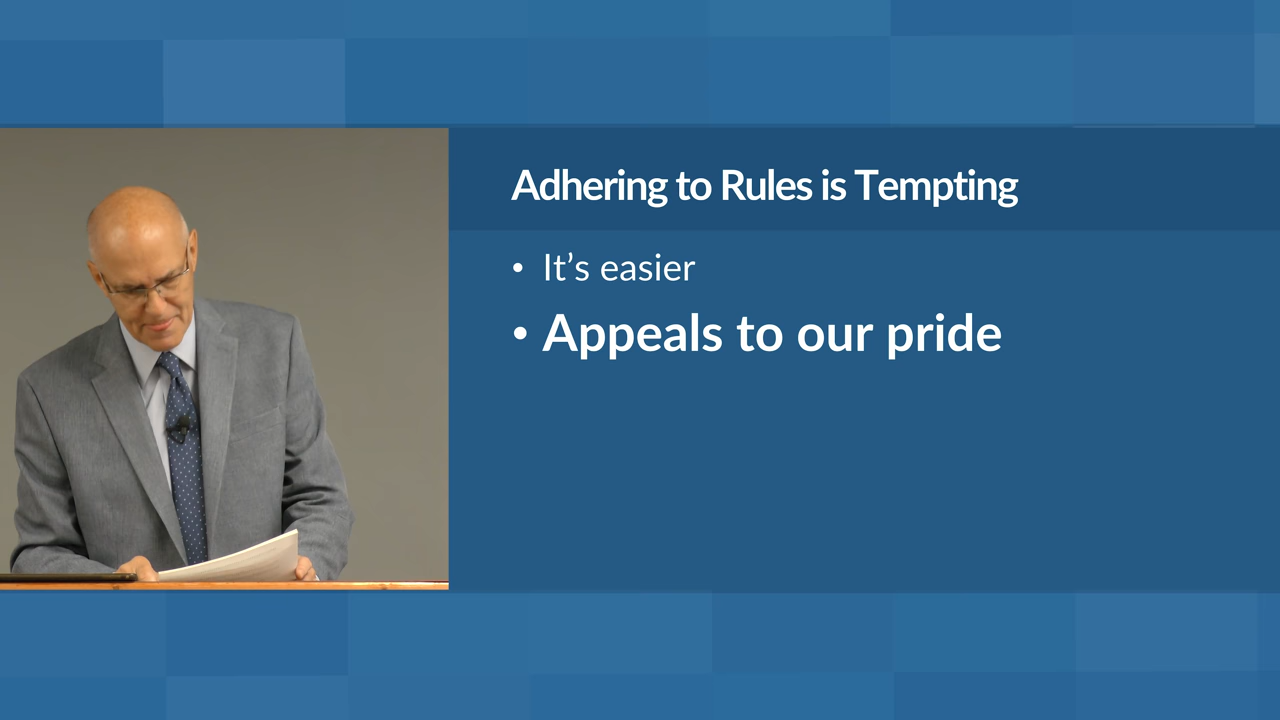 Adhering to Rules is Tempting
• It’s easier
• Appeals to our pride